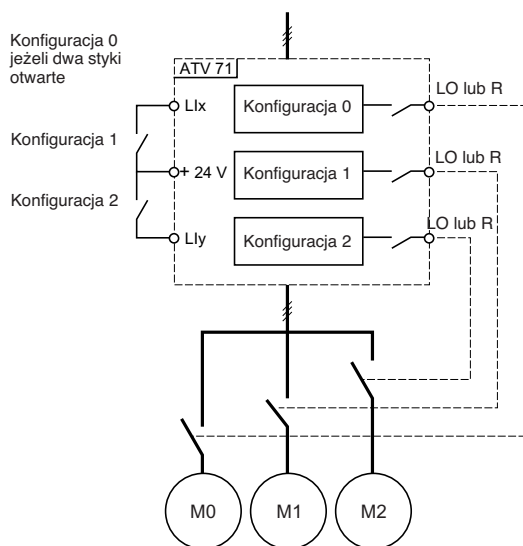 Konfiguracja 0
jeżeli dwa styki
otwarte
ATV 71
LO lub R
LIx
Konfiguracja 0
Konfiguracja 1
LO lub R
+ 24 V
Konfiguracja 1
Konfiguracja 2
LO lub R
LIy
Konfiguracja 2
M0
M1
M2